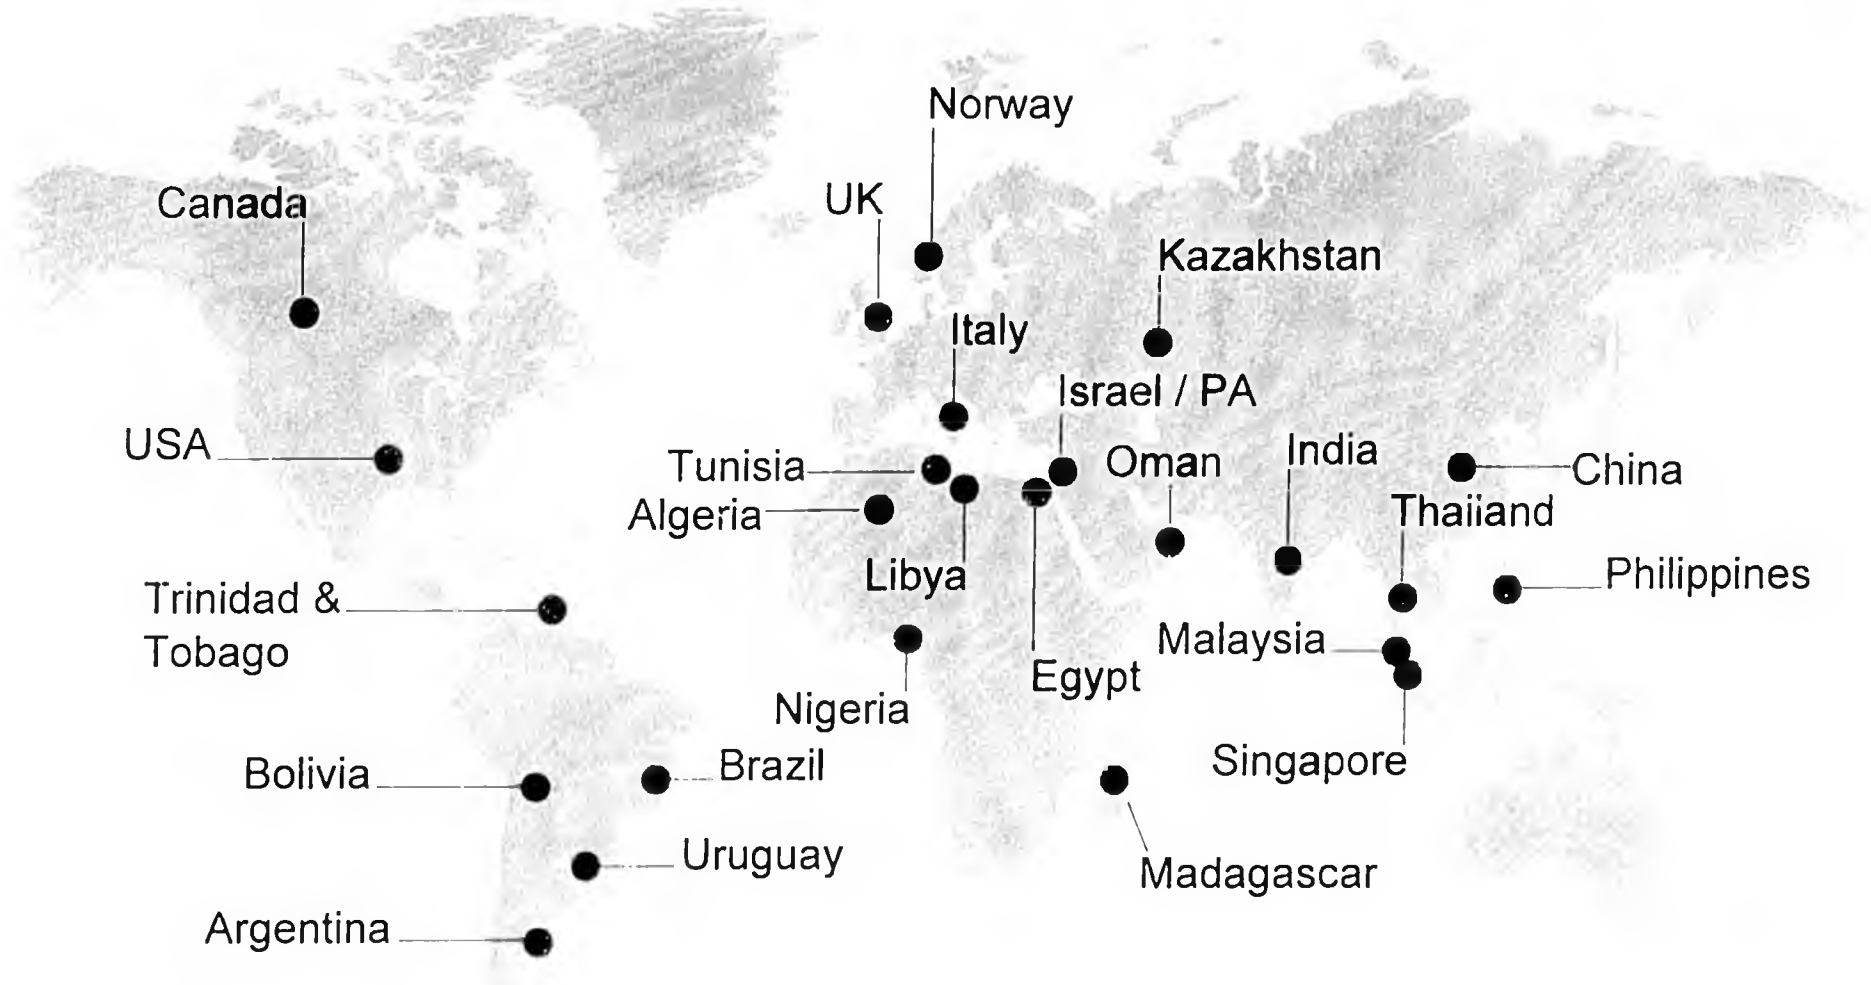 Norway
Canada
UK
Kazakhstan
Italy
Israel / PA
USA
Tunisia
Oman
India
China
Algeria
Thaiiand
Libya
Philippines
Trinidad &
Tobago
Malaysia
Egypt
Nigeria
Singapore
Bolivia
Brazil
Uruguay
Madagascar
Argentina